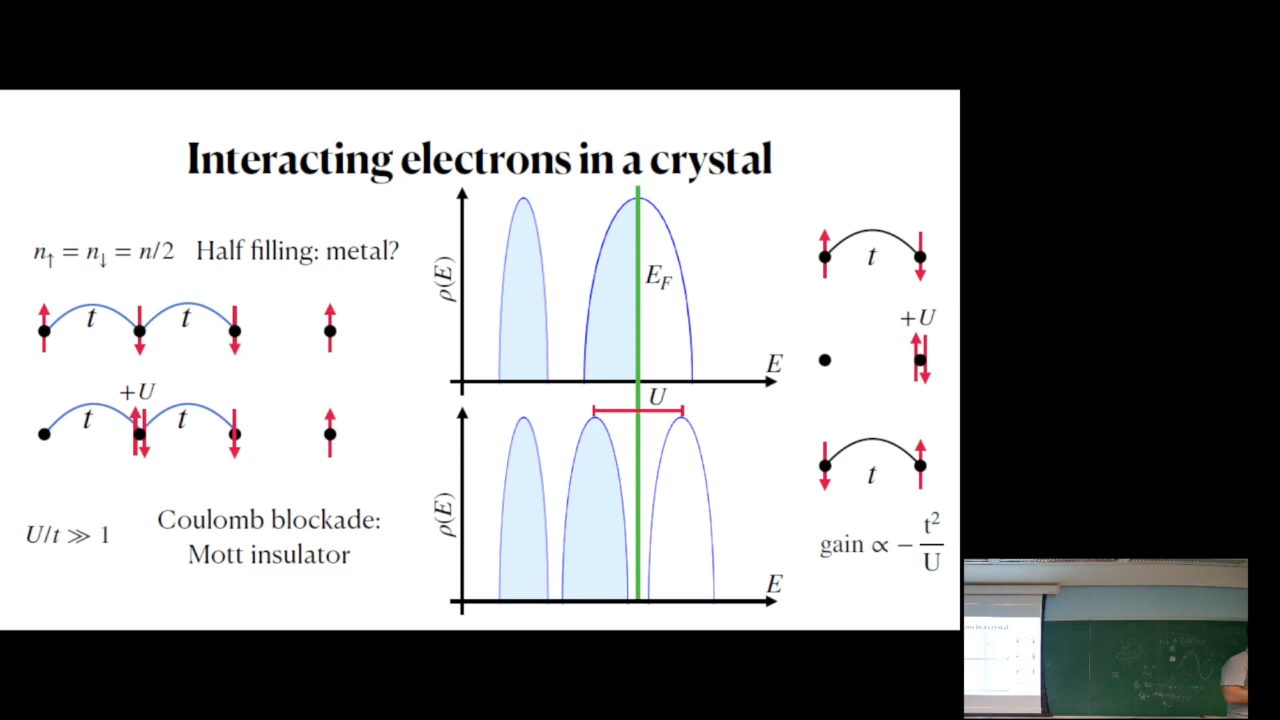 Interacting electrons in a crystal
n↑ = n↓ = n/2 Half filling: metal?
t t
+U
t t
U/t ≫ 1
Coulomb blockade:
Mott insulator
ρ(E)
E_F
E
U
ρ(E)
E
t
+U
t
gain ∝ − t²/U